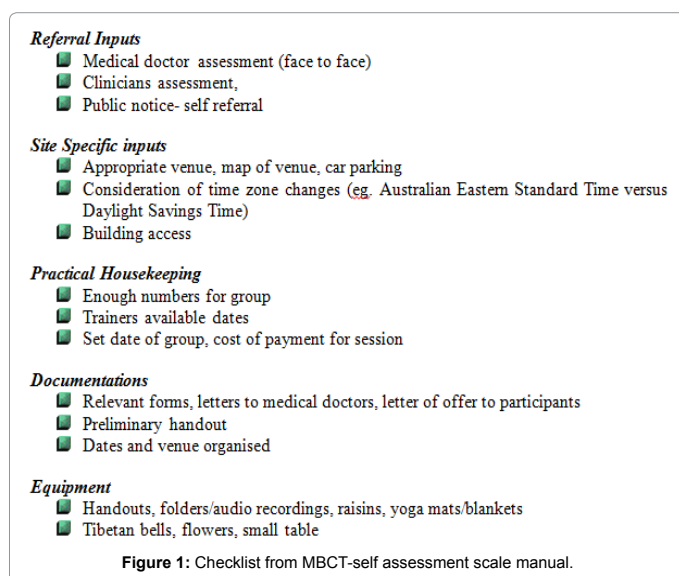 Referral Inputs
Medical doctor assessment (face to face)
Clinicians assessment,
Public notice- self referral
Site Specific inputs
Appropriate venue, map of venue, car parking
Consideration of time zone changes (eg. Australian Eastern Standard Time versus
Daylight Savings Time)
Building access
Practical Housekeeping
Enough numbers for group
Trainers available dates
Set date of group, cost of payment for session
Documentations
Relevant forms, letters to medical doctors, letter of offer to participants
Preliminary handout
Dates and venue organised
Equipment
Handouts, folders/audio recordings, raisins, yoga mats/blankets
Tibetan bells, flowers, small table
Figure 1: Checklist from MBCT-self assessment scale manual.